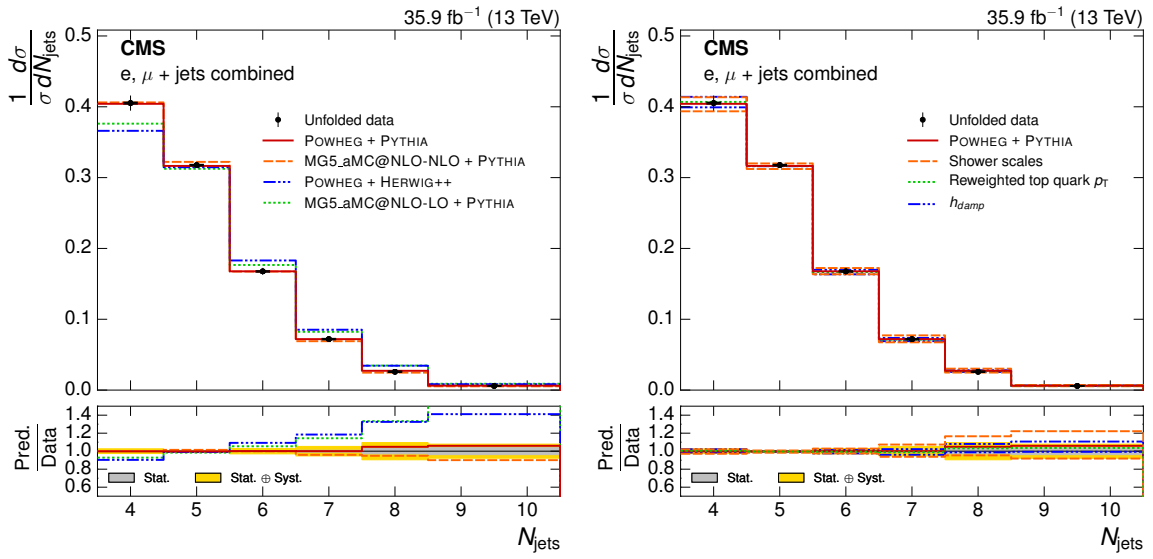 35.9 fb⁻¹ (13 TeV)
CMS
e, μ + jets combined
1/σ dσ/dN_jets
Unfolded data
POWHEG + PYTHIA
MG5_aMC@NLO-NLO + PYTHIA
POWHEG + HERWIG++
MG5_aMC@NLO-LO + PYTHIA
0.5
0.4
0.3
0.2
0.1
0.0
Pred./Data
1.4
1.2
1.0
0.8
0.6
Stat.
Stat. ⊕ Syst.
4 5 6 7 8 9 10
N_jets
35.9 fb⁻¹ (13 TeV)
CMS
e, μ + jets combined
1/σ dσ/dN_jets
Unfolded data
POWHEG + PYTHIA
Shower scales
Reweighted top quark p_T
h_damp
0.5
0.4
0.3
0.2
0.1
0.0
Pred./Data
1.4
1.2
1.0
0.8
0.6
Stat.
Stat. ⊕ Syst.
4 5 6 7 8 9 10
N_jets